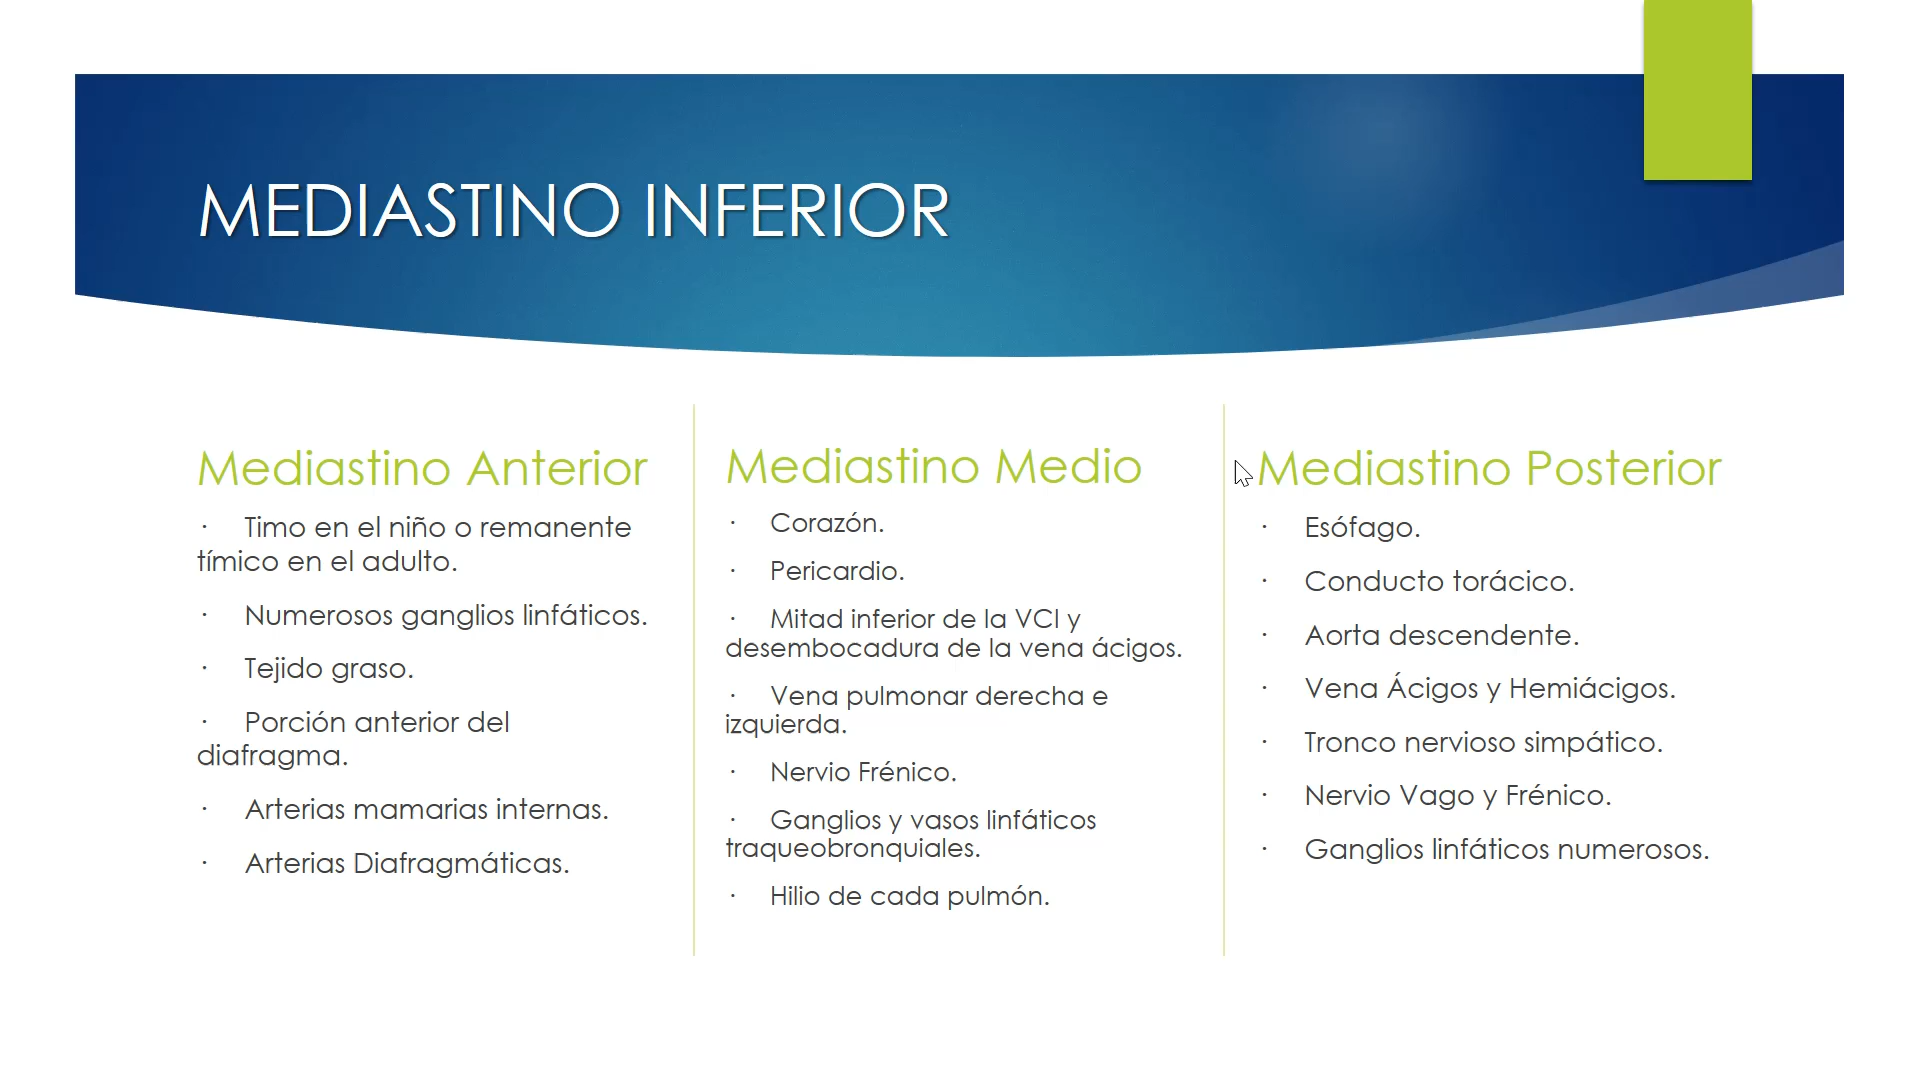 MEDIASTINO INFERIOR
Mediastino Anterior
· Timo en el niño o remanente
tímico en el adulto.
· Numerosos ganglios linfáticos.
· Tejido graso.
· Porción anterior del
diafragma.
· Arterias mamarias internas.
· Arterias Diafragmáticas.
Mediastino Medio
· Corazón.
· Pericardio.
· Mitad inferior de la VCI y
desembocadura de la vena ácigos.
· Vena pulmonar derecha e
izquierda.
· Nervio Frénico.
· Ganglios y vasos linfáticos
traqueobronquiales.
· Hilio de cada pulmón.
Mediastino Posterior
· Esófago.
· Conducto torácico.
· Aorta descendente.
· Vena Ácigos y Hemiácigos.
· Tronco nervioso simpático.
· Nervio Vago y Frénico.
· Ganglios linfáticos numerosos.